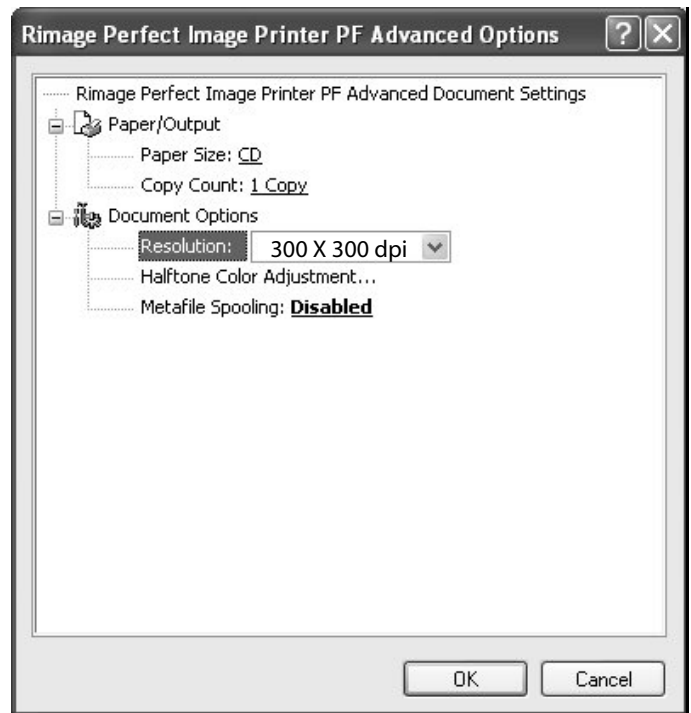 Rimage Perfect Image Printer PF Advanced Options ? X
Rimage Perfect Image Printer PF Advanced Document Settings
Paper/Output
Paper Size: CD
Copy Count: 1 Copy
Document Options
Resolution: 300 X 300 dpi
Halftone Color Adjustment...
Metafile Spooling: Disabled
OK Cancel